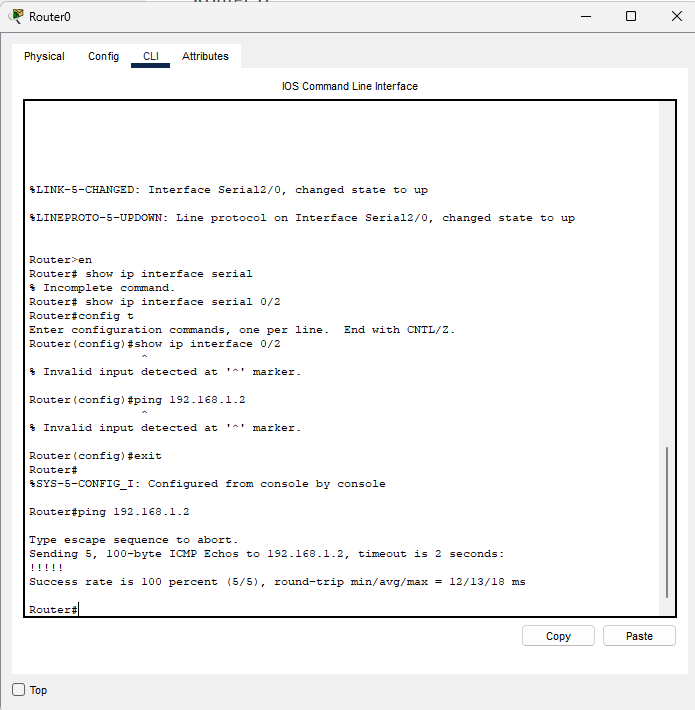 Router0
Physical Config CLI Attributes
IOS Command Line Interface
%LINK-5-CHANGED: Interface Serial2/0, changed state to up
%LINEPROTO-5-UPDOWN: Line protocol on Interface Serial2/0, changed state to up
Router>en
Router# show ip interface serial
% Incomplete command.
Router# show ip interface serial 0/2
Router#config t
Enter configuration commands, one per line.  End with CNTL/Z.
Router(config)#show ip interface 0/2
^
% Invalid input detected at '^' marker.
Router(config)#ping 192.168.1.2
^
% Invalid input detected at '^' marker.
Router(config)#exit
Router#
%SYS-5-CONFIG_I: Configured from console by console
Router#ping 192.168.1.2
Type escape sequence to abort.
Sending 5, 100-byte ICMP Echos to 192.168.1.2, timeout is 2 seconds:
!!!!!
Success rate is 100 percent (5/5), round-trip min/avg/max = 12/13/18 ms
Router#
Copy Paste
Top